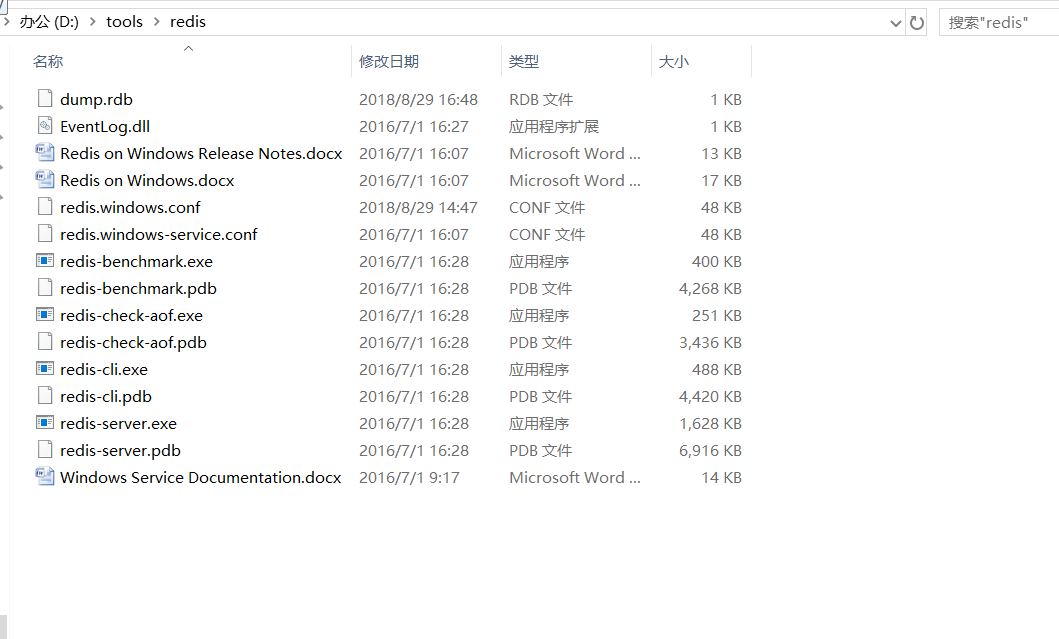 办公 (D:) > tools > redis 搜索"redis"
名称 修改日期 类型 大小
dump.rdb 2018/8/29 16:48 RDB 文件 1 KB
EventLog.dll 2016/7/1 16:27 应用程序扩展 1 KB
Redis on Windows Release Notes.docx 2016/7/1 16:07 Microsoft Word ... 13 KB
Redis on Windows.docx 2016/7/1 16:07 Microsoft Word ... 17 KB
redis.windows.conf 2018/8/29 14:47 CONF 文件 48 KB
redis.windows-service.conf 2016/7/1 16:07 CONF 文件 48 KB
redis-benchmark.exe 2016/7/1 16:28 应用程序 400 KB
redis-benchmark.pdb 2016/7/1 16:28 PDB 文件 4,268 KB
redis-check-aof.exe 2016/7/1 16:28 应用程序 251 KB
redis-check-aof.pdb 2016/7/1 16:28 PDB 文件 3,436 KB
redis-cli.exe 2016/7/1 16:28 应用程序 488 KB
redis-cli.pdb 2016/7/1 16:28 PDB 文件 4,420 KB
redis-server.exe 2016/7/1 16:28 应用程序 1,628 KB
redis-server.pdb 2016/7/1 16:28 PDB 文件 6,916 KB
Windows Service Documentation.docx 2016/7/1 9:17 Microsoft Word ... 14 KB